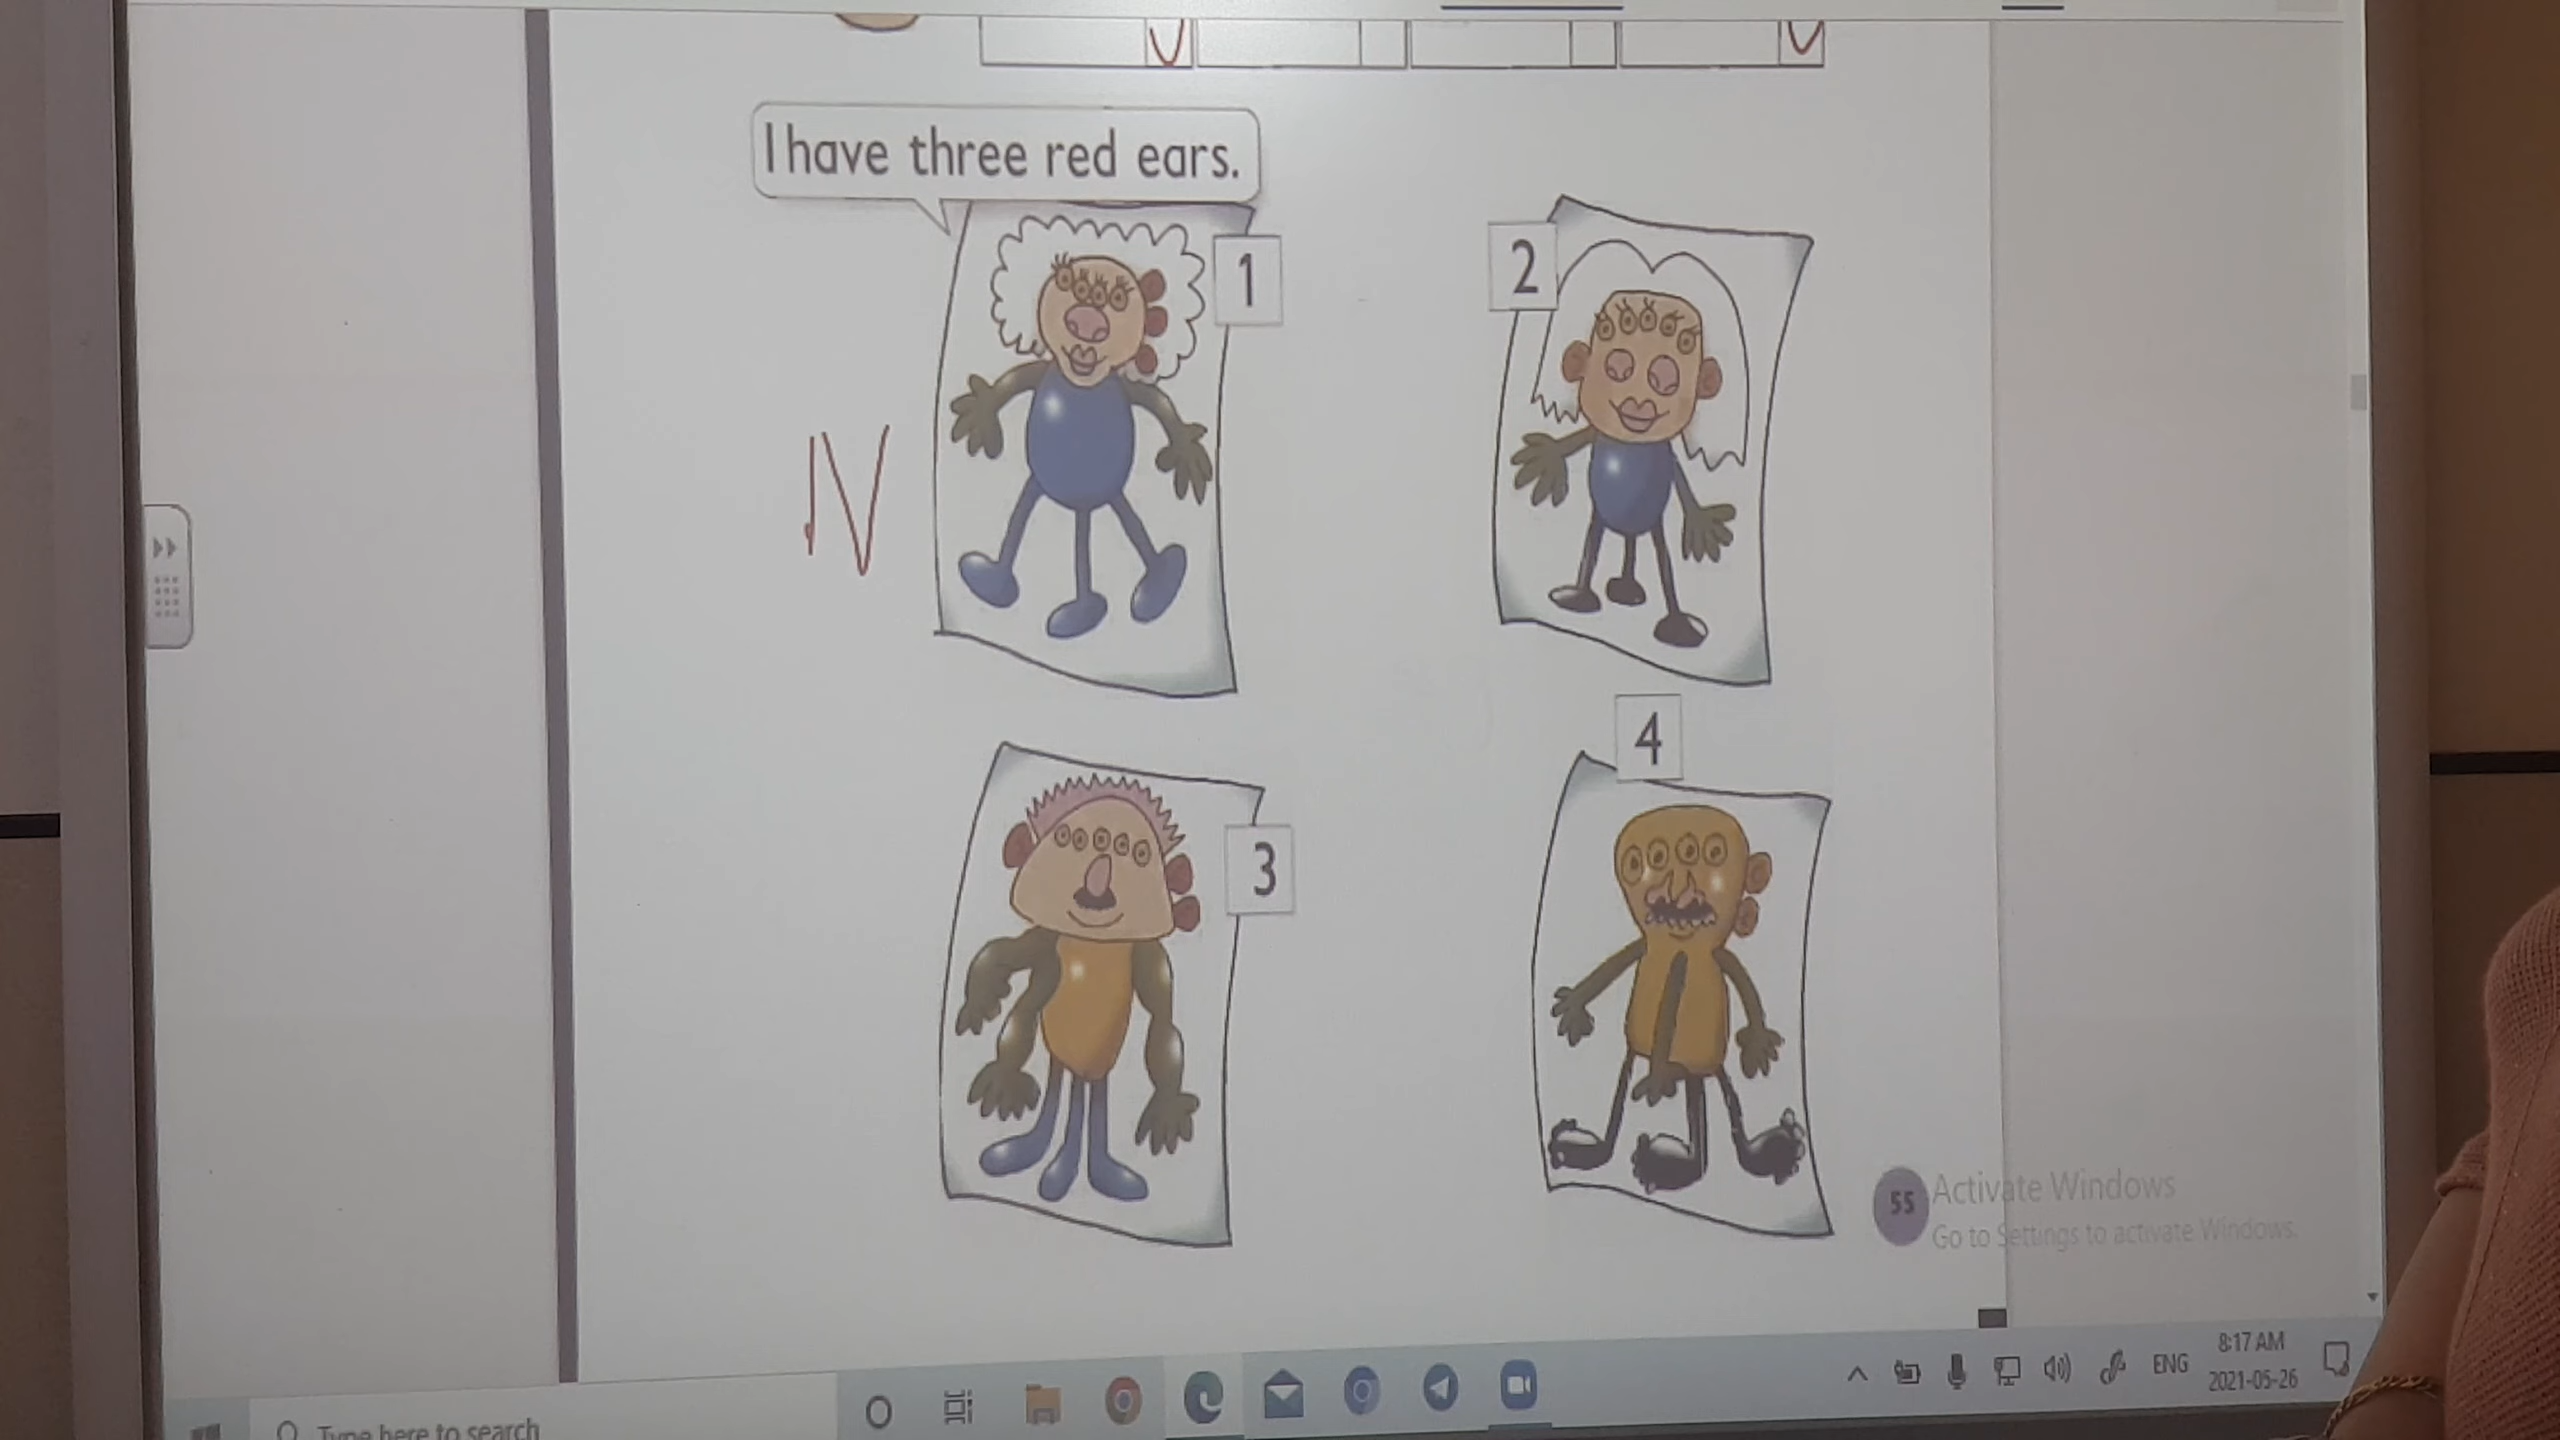 I have three red ears.
1
2
N
4
3
55
Activate Windows
Go to Settings to activate Windows.
Type here to search
ENG
8:17 AM
2021-05-26